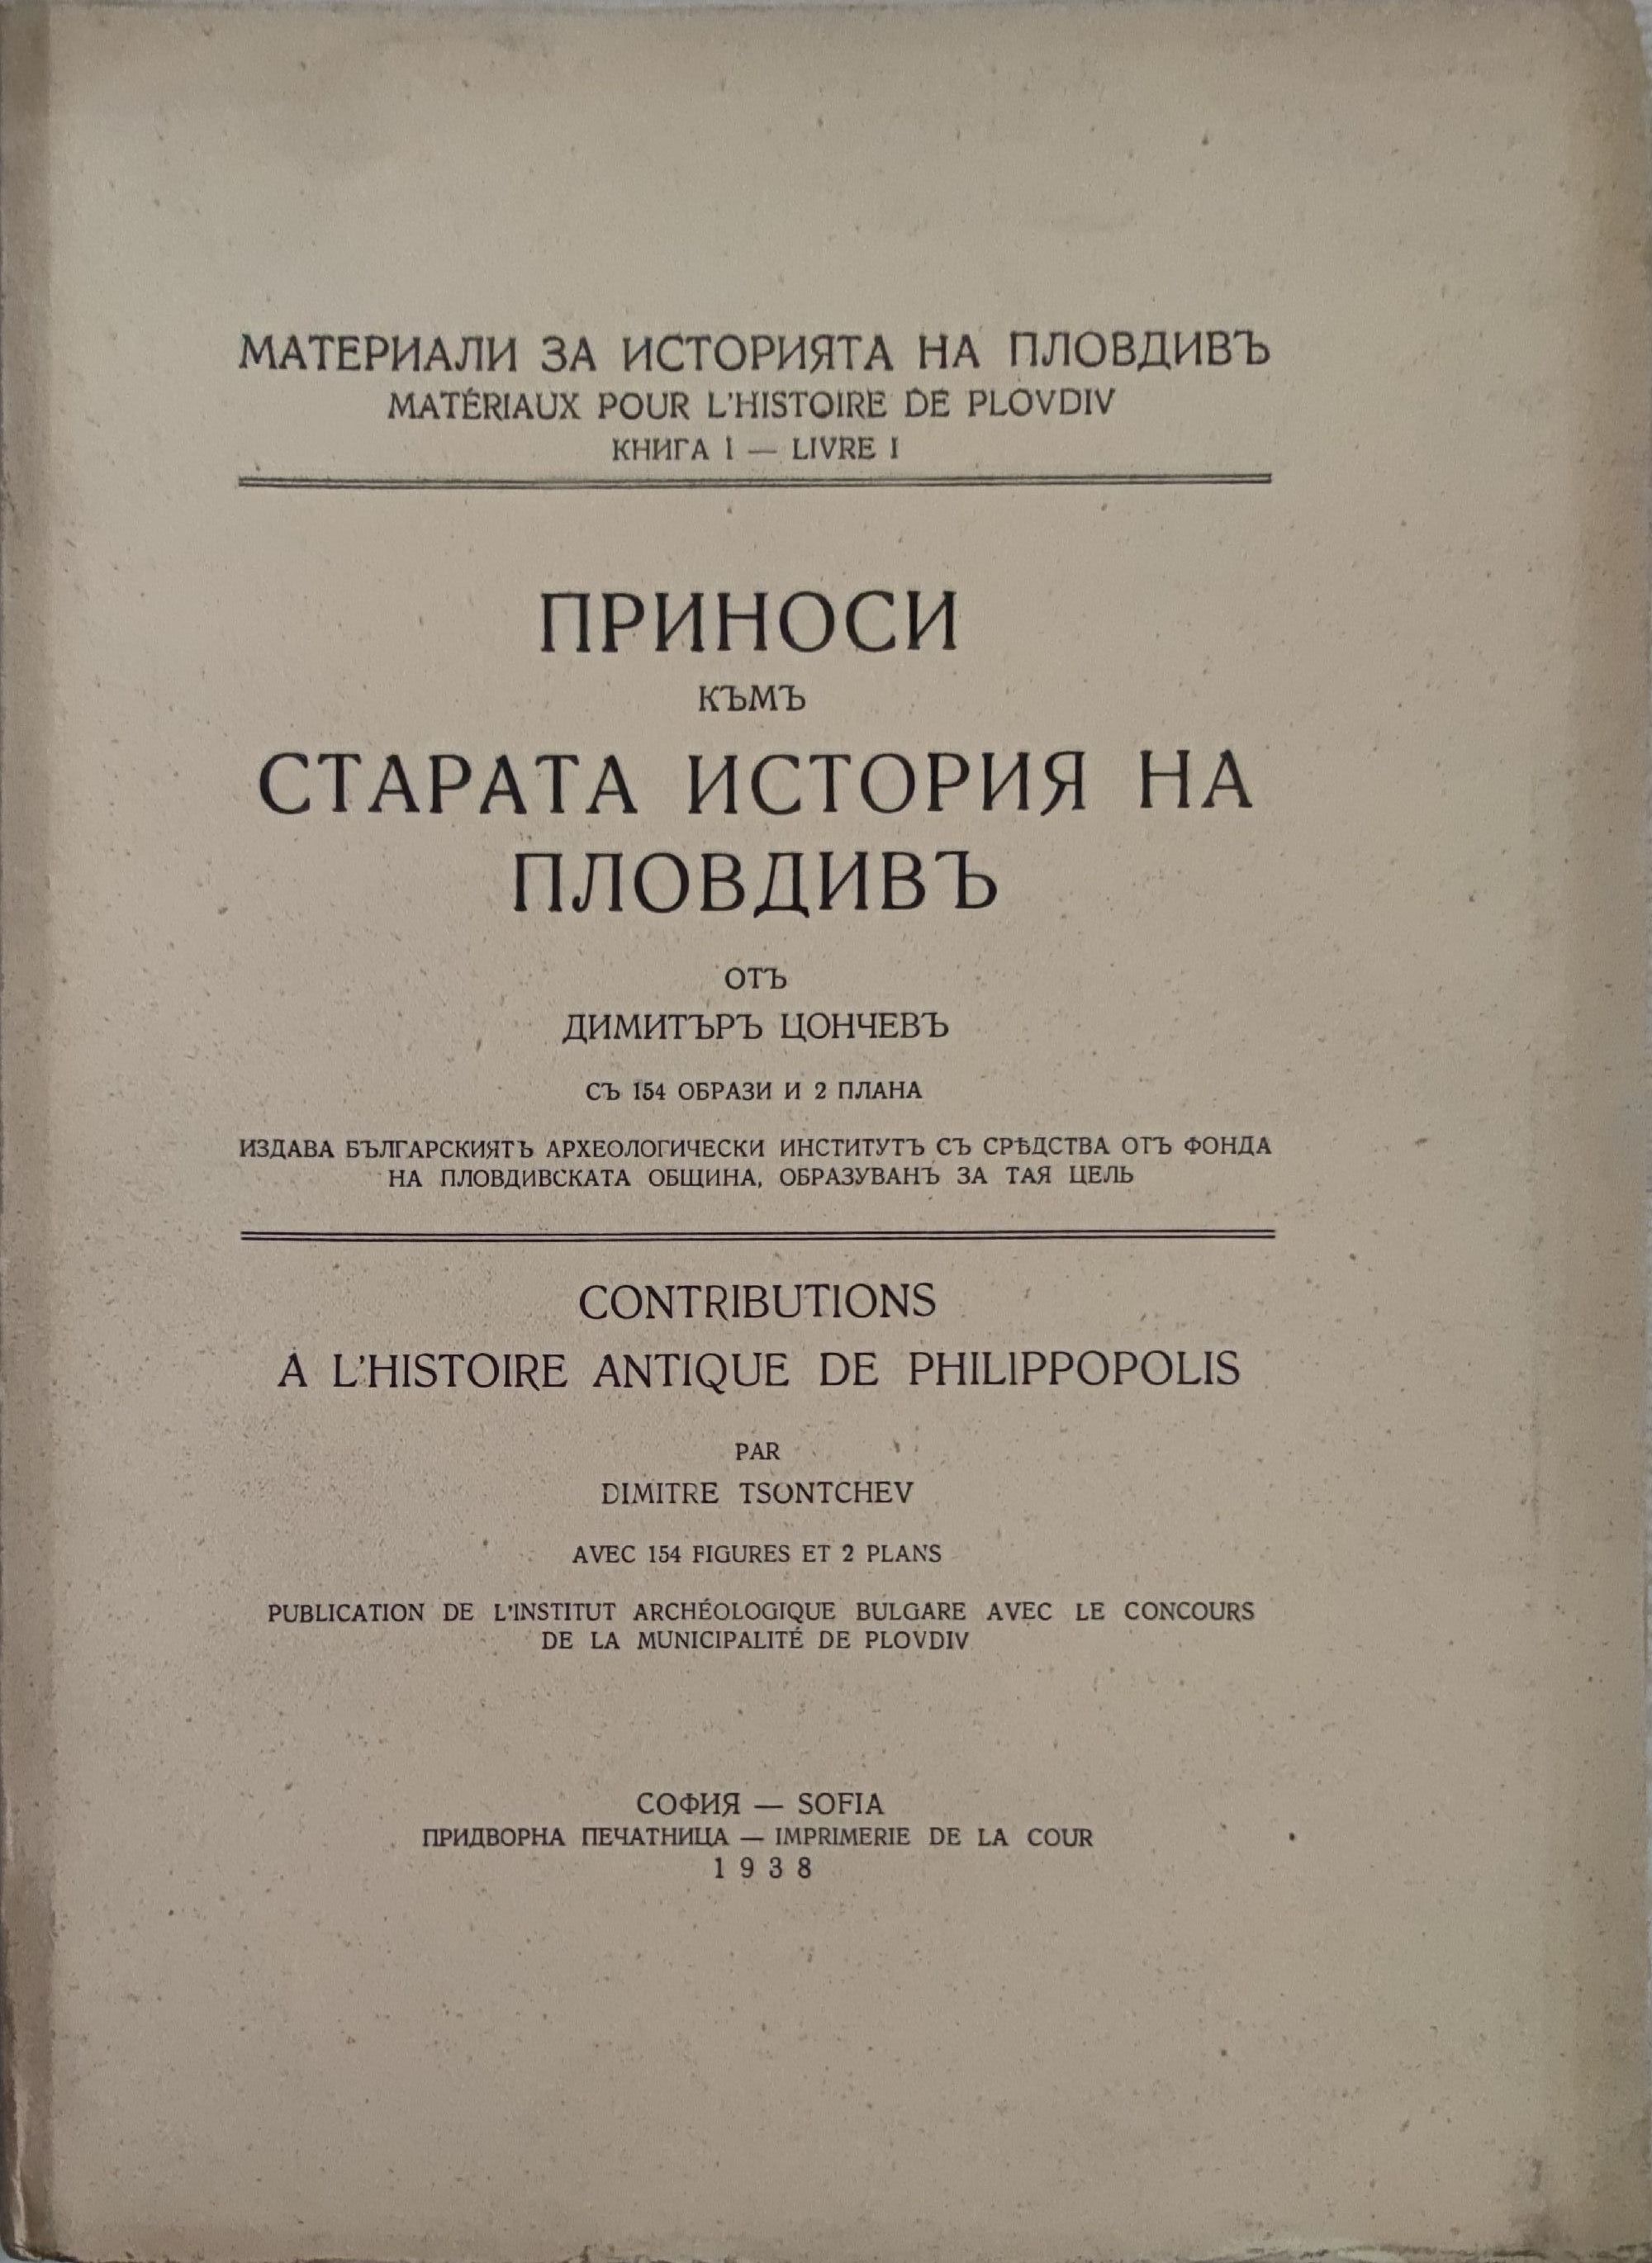 МАТЕРИАЛИ ЗА ИСТОРИЯТА НА ПЛОВДИВЪ
MATÉRIAUX POUR L'HISTOIRE DE PLOVDIV
КНИГА I — LIVRE I
ПРИНОСИ
КЪМЪ
СТАРАТА ИСТОРИЯ НА
ПЛОВДИВЪ
ОТЪ
ДИМИТЪРЪ ЦОНЧЕВЪ
СЪ 154 ОБРАЗИ И 2 ПЛАНА
ИЗДАВА БЪЛГАРСКИЯТЪ АРХЕОЛОГИЧЕСКИ ИНСТИТУТЪ СЪ СРѢДСТВА ОТЪ ФОНДА
НА ПЛОВДИВСКАТА ОБЩИНА, ОБРАЗУВАНЪ ЗА ТАЯ ЦЕЛЬ
CONTRIBUTIONS
A L'HISTOIRE ANTIQUE DE PHILIPPOPOLIS
PAR
DIMITRE TSONTCHEV
AVEC 154 FIGURES ET 2 PLANS
PUBLICATION DE L'INSTITUT ARCHÉOLOGIQUE BULGARE AVEC LE CONCOURS
DE LA MUNICIPALITÉ DE PLOVDIV
СОФИЯ — SOFIA
ПРИДВОРНА ПЕЧАТНИЦА — IMPRIMERIE DE LA COUR
1938